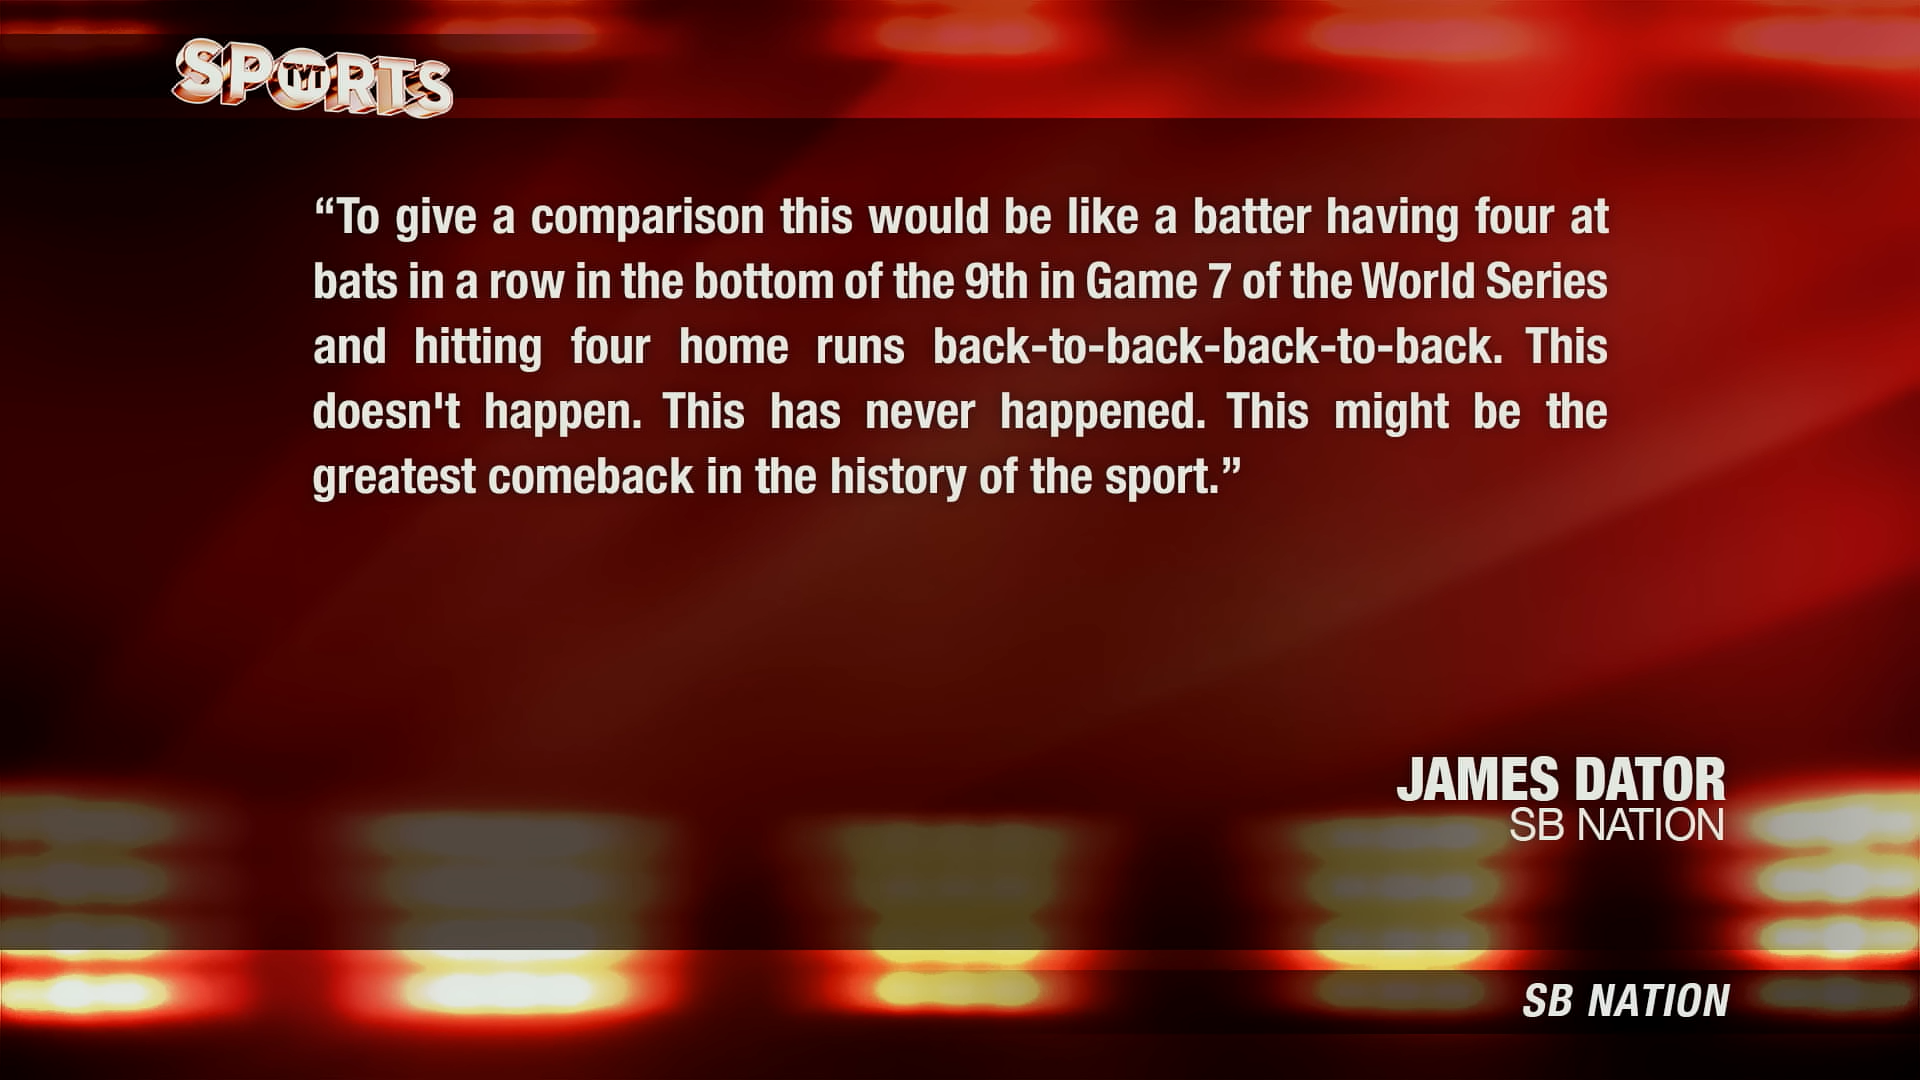 SPORTS
TYT
“To give a comparison this would be like a batter having four at
bats in a row in the bottom of the 9th in Game 7 of the World Series
and hitting four home runs back-to-back-back-to-back. This
doesn't happen. This has never happened. This might be the
greatest comeback in the history of the sport.”
JAMES DATOR
SB NATION
SB NATION